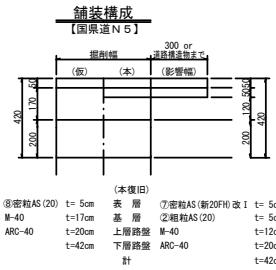 舗装構成
【国県道N5】
掘削幅
300 or
道路構造物まで
(仮) (本) (影響幅)
420 50 170 200
50 50 120 200 420
(本復旧)
⑧密粒AS(20) t= 5cm 表 層 ⑦密粒AS(新20FH)改Ⅰ t= 5c
M-40 t=17cm 基 層 ②粗粒AS(20) t= 5c
ARC-40 t=20cm 上層路盤 M-40 t=12c
t=42cm 下層路盤 ARC-40 t=20c
計 t=42c